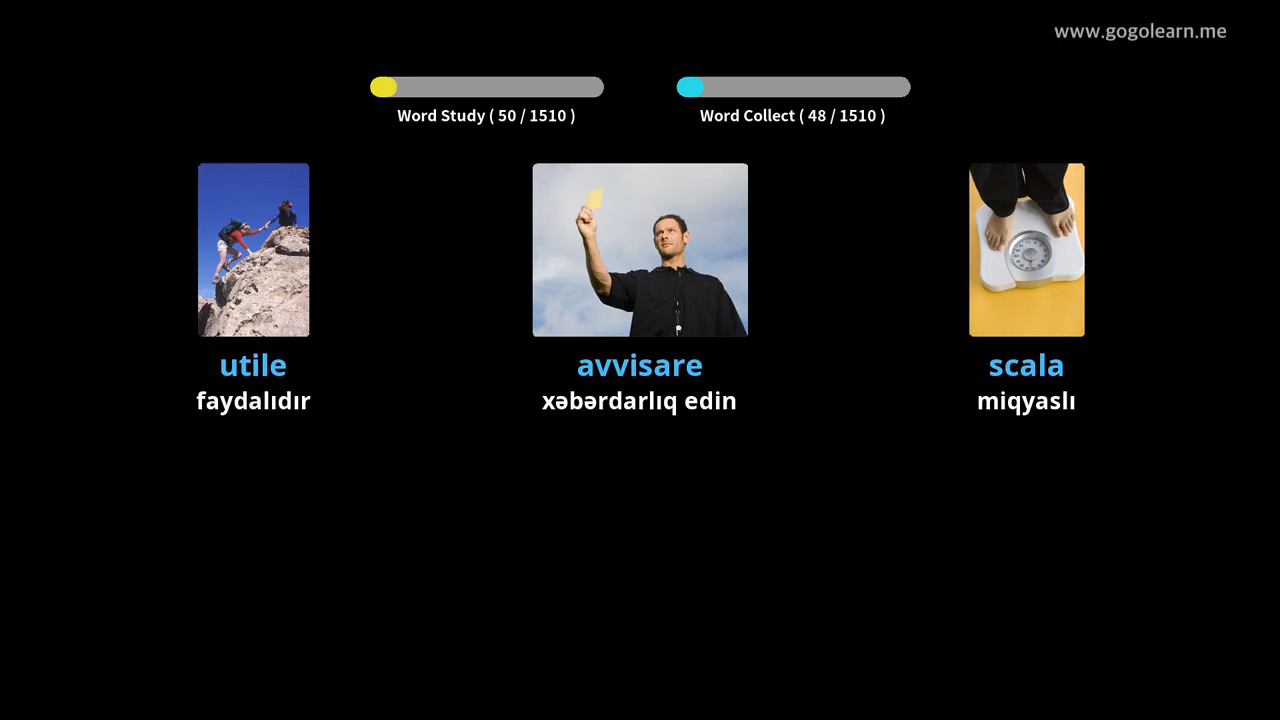 www.gogolearn.me
Word Study ( 50 / 1510 )
Word Collect ( 48 / 1510 )
utile
faydalıdır
avvisare
xəbərdarlıq edin
scala
miqyaslı